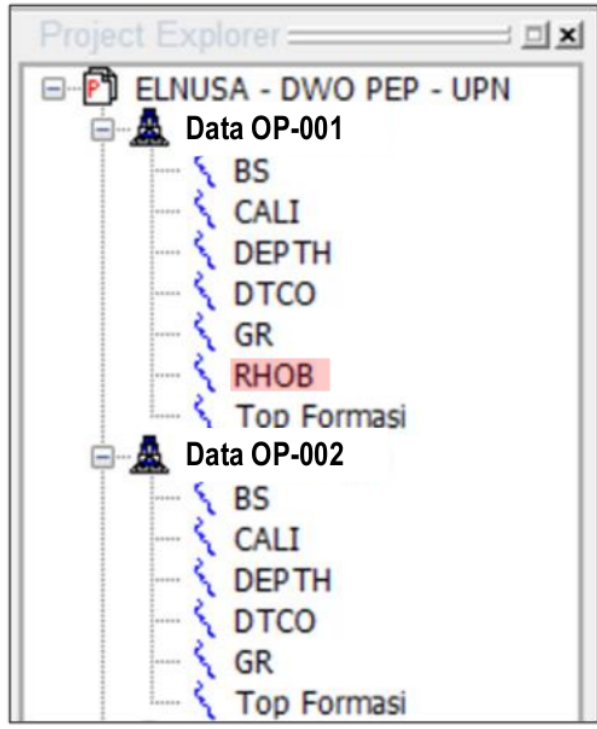 Project Explorer
ELNUSA - DWO PEP - UPN
Data OP-001
BS
CALI
DEPTH
DTCO
GR
RHOB
Top Formasi
Data OP-002
BS
CALI
DEPTH
DTCO
GR
Top Formasi